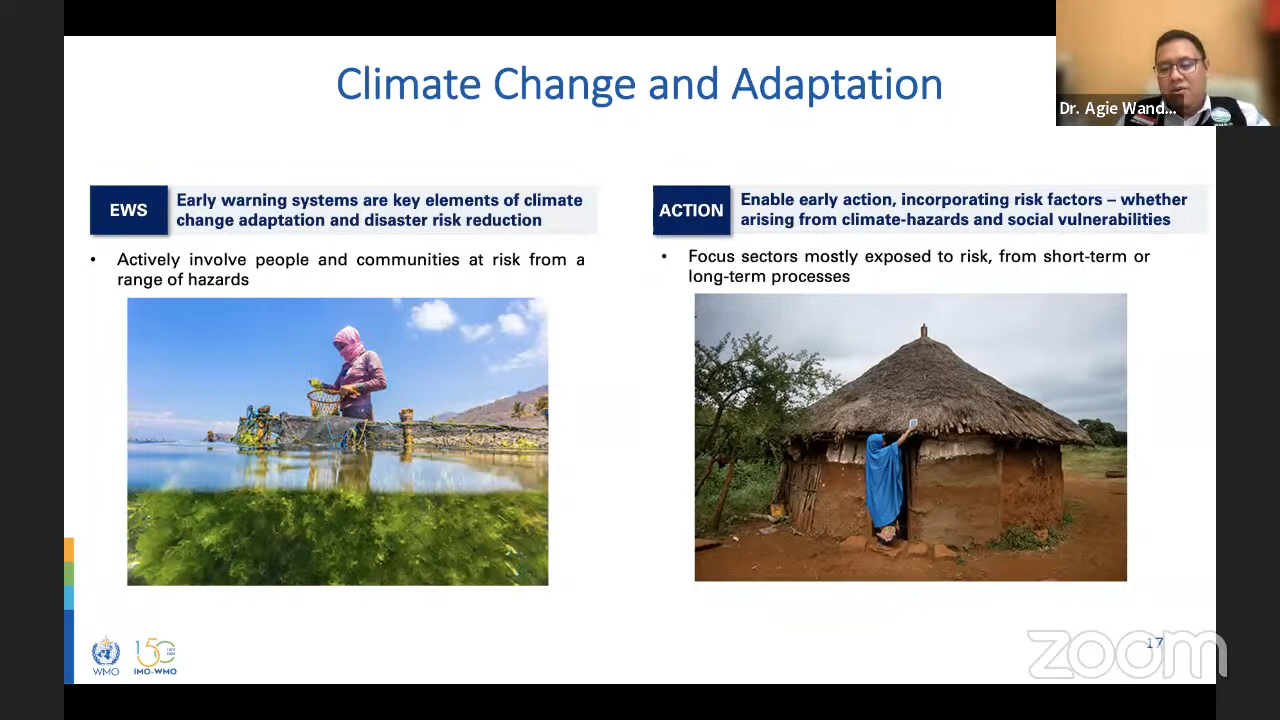 Climate Change and Adaptation
Dr. Agie Wand...
EWS
Early warning systems are key elements of climate
change adaptation and disaster risk reduction
• Actively involve people and communities at risk from a
range of hazards
ACTION
Enable early action, incorporating risk factors – whether
arising from climate-hazards and social vulnerabilities
• Focus sectors mostly exposed to risk, from short-term or
long-term processes
WMO
150
IMO-WMO
17
zoom